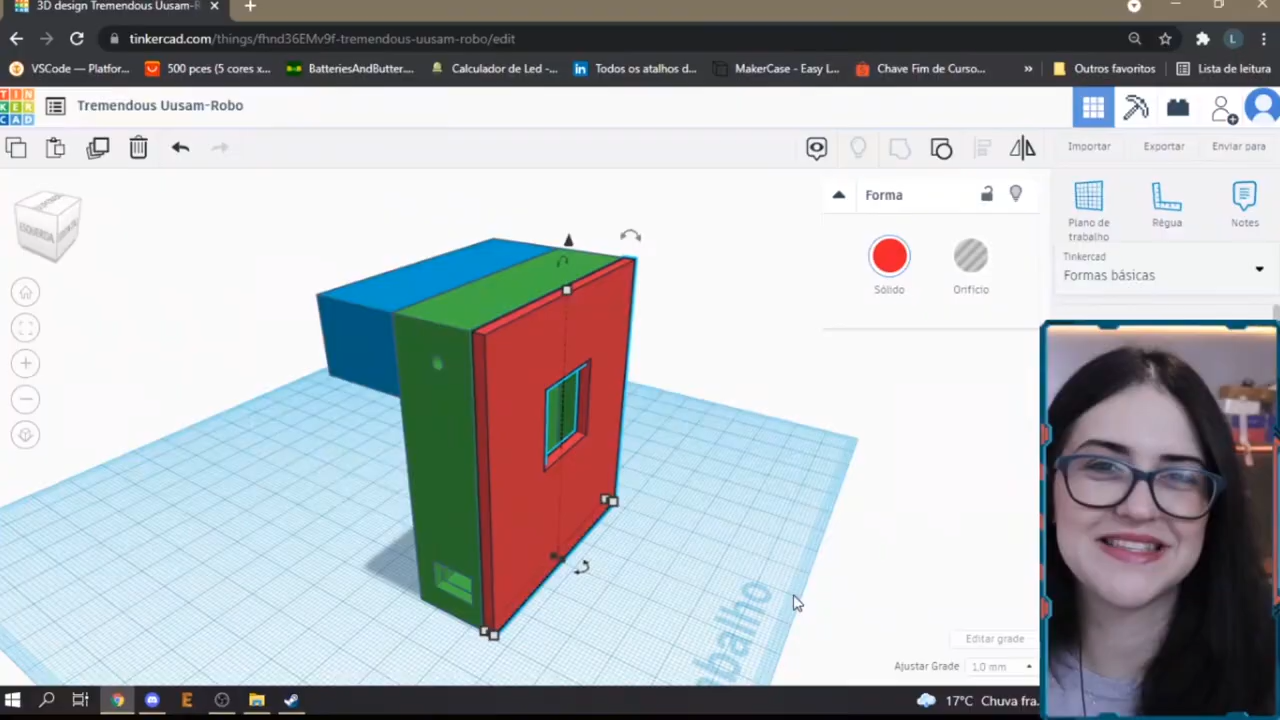 3D design Tremendous Uusam-R
tinkercad.com/things/fhnd36EMv9f-tremendous-uusam-robo/edit
VSCode — Platfor...
500 pces (5 cores x...
BatteriesAndButter....
Calculador de Led -...
Todos os atalhos d...
MakerCase - Easy L...
Chave Fim de Curso...
»
Outros favoritos
Lista de leitura
L
TIN
KER
CAD
Tremendous Uusam-Robo
Importar
Exportar
Enviar para
Forma
Sólido
Orifício
Plano de
trabalho
Régua
Notes
Tinkercad
Formas básicas
ESQUERDA
balho
Editar grade
Ajustar Grade
1,0 mm
E
17°C Chuva fra...